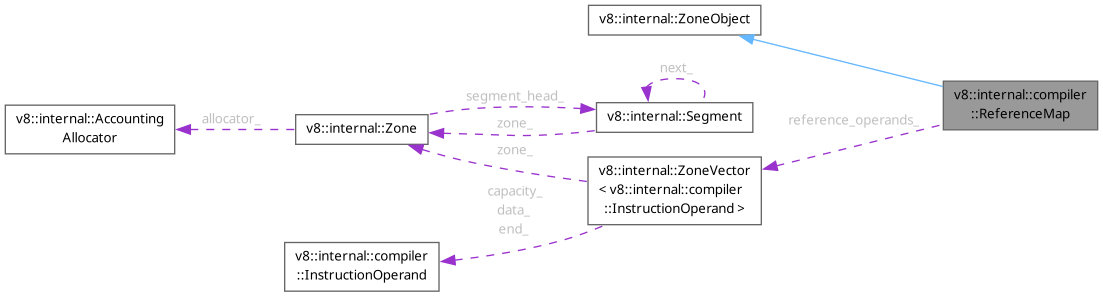 v8::internal::ZoneObject
next_
v8::internal::compiler
::ReferenceMap
segment_head_
v8::internal::Segment
v8::internal::Accounting
Allocator
allocator_
v8::internal::Zone
zone_
reference_operands_
zone_
v8::internal::ZoneVector
< v8::internal::compiler
::InstructionOperand >
capacity_
data_
end_
v8::internal::compiler
::InstructionOperand